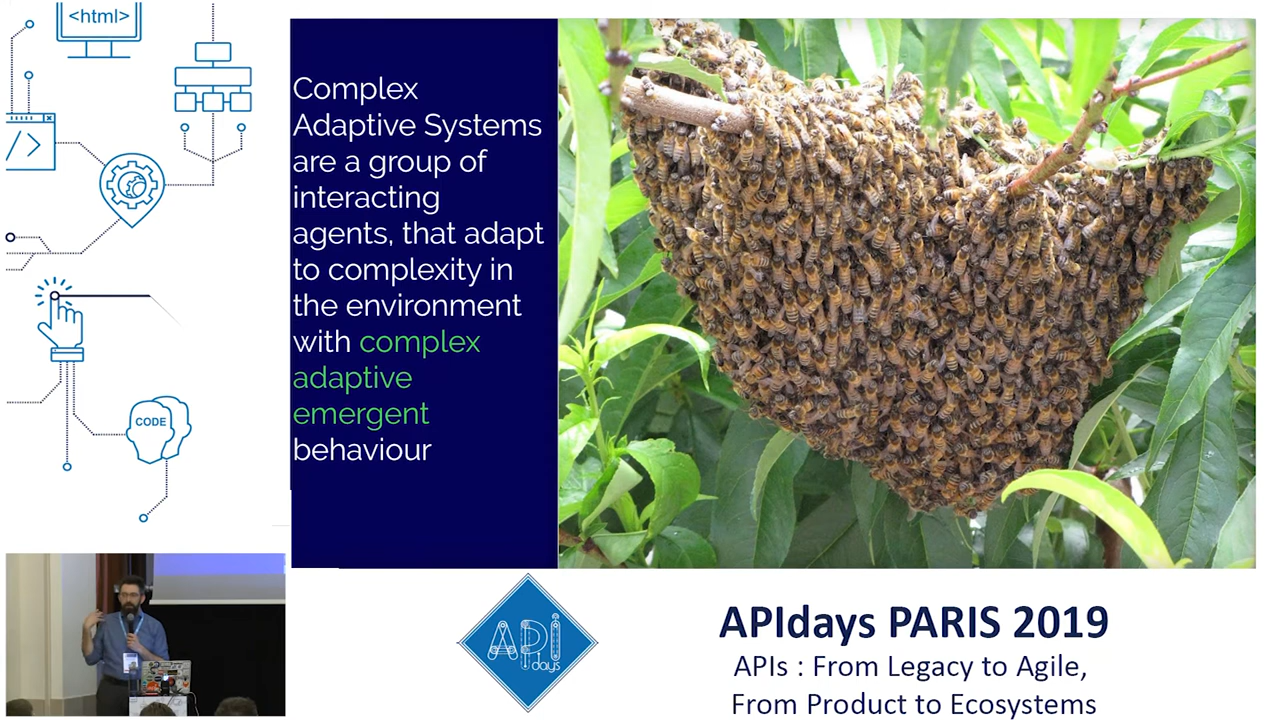 <html>
</>
CODE
Complex
Adaptive Systems
are a group of
interacting
agents, that adapt
to complexity in
the environment
with complex
adaptive
emergent
behaviour
API
days
APIdays PARIS 2019
APIs : From Legacy to Agile,
From Product to Ecosystems